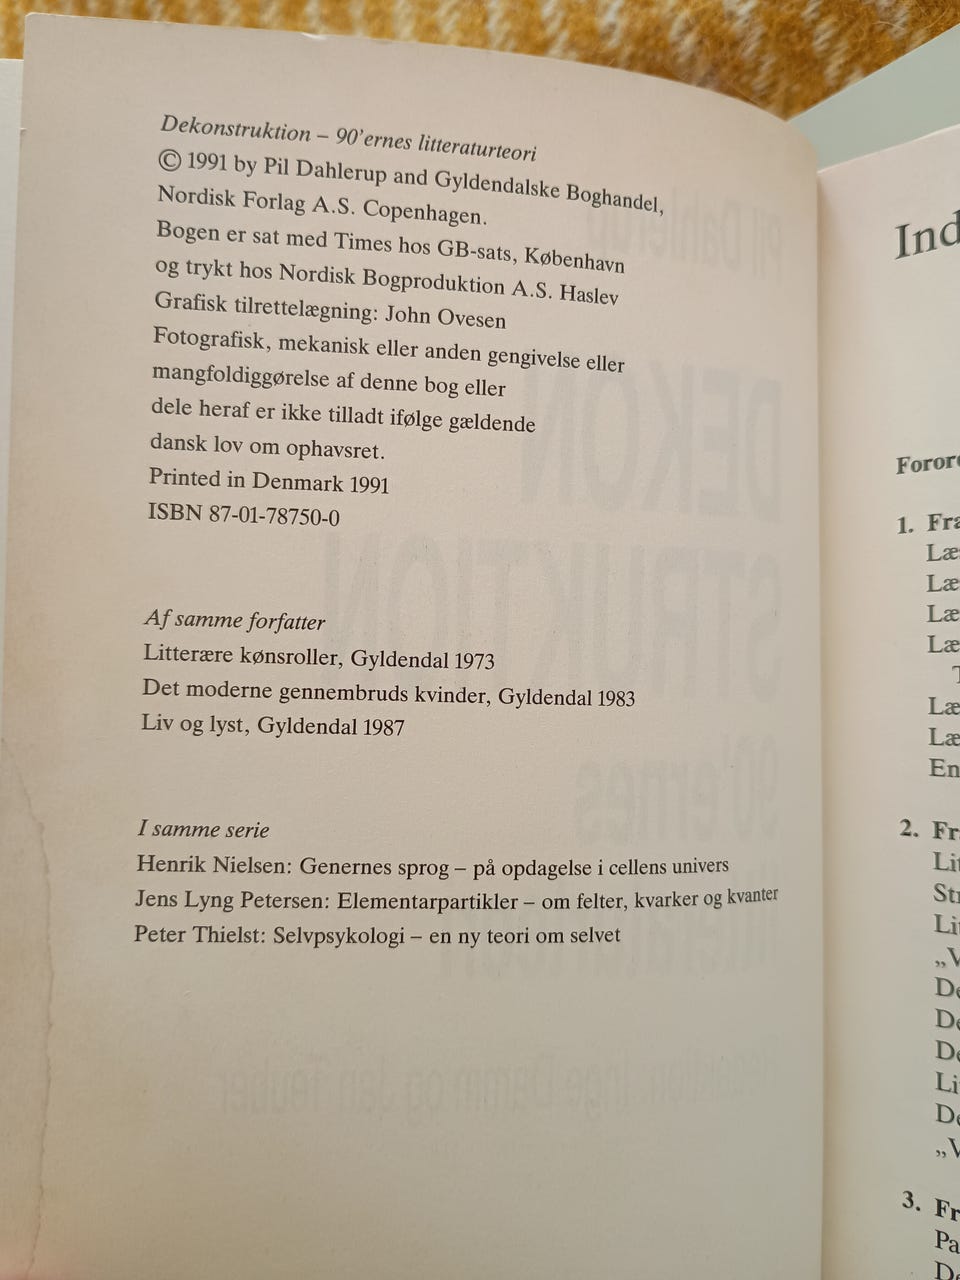 Dekonstruktion – 90'ernes litteraturteori
© 1991 by Pil Dahlerup and Gyldendalske Boghandel,
Nordisk Forlag A.S. Copenhagen.
Bogen er sat med Times hos GB-sats, København
og trykt hos Nordisk Bogproduktion A.S. Haslev
Grafisk tilrettelægning: John Ovesen
Fotografisk, mekanisk eller anden gengivelse eller
mangfoldiggørelse af denne bog eller
dele heraf er ikke tilladt ifølge gældende
dansk lov om ophavsret.
Printed in Denmark 1991
ISBN 87-01-78750-0
Af samme forfatter
Litterære kønsroller, Gyldendal 1973
Det moderne gennembruds kvinder, Gyldendal 1983
Liv og lyst, Gyldendal 1987
I samme serie
Henrik Nielsen: Genernes sprog – på opdagelse i cellens univers
Jens Lyng Petersen: Elementarpartikler – om felter, kvarker og kvanter
Peter Thielst: Selvpsykologi – en ny teori om selvet
1.
2.
3.